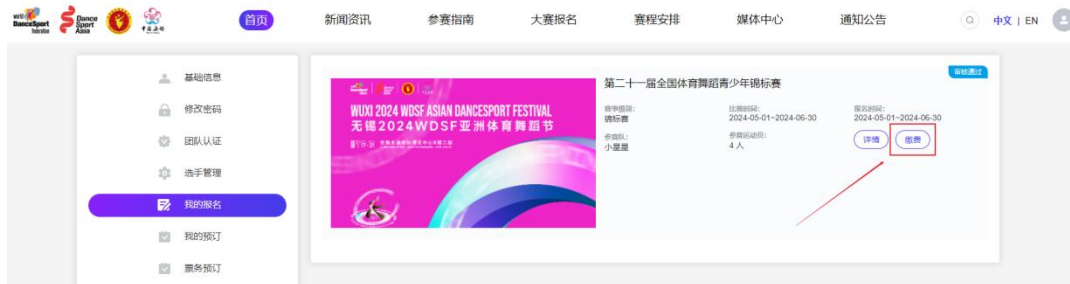 World DanceSport Federation
Dance Sport Asia
首页
新闻资讯
参赛指南
大赛报名
赛程安排
媒体中心
通知公告
中文 | EN
基础信息
修改密码
团队认证
选手管理
我的报名
我的预订
票务预订
WUXI 2024 WDSF ASIAN DANCESPORT FESTIVAL
无锡2024WDSF亚洲体育舞蹈节
审核通过
第二十一届全国体育舞蹈青少年锦标赛
赛事级别:
锦标赛
比赛时间:
2024-05-01~2024-06-30
报名时间:
2024-05-01~2024-06-30
参赛队:
小星星
参赛运动员:
4 人
详情
缴费